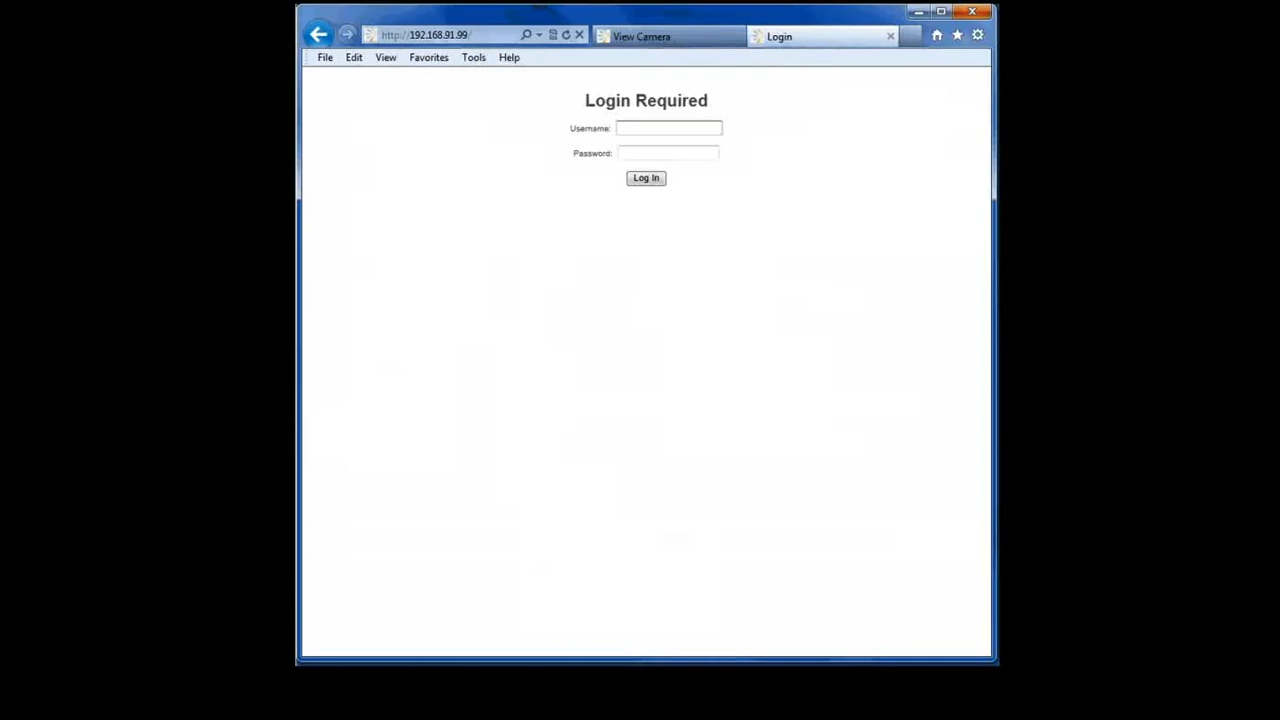 http://192.168.91.99/
View Camera
Login
File Edit View Favorites Tools Help
Login Required
Username:
Password:
Log In